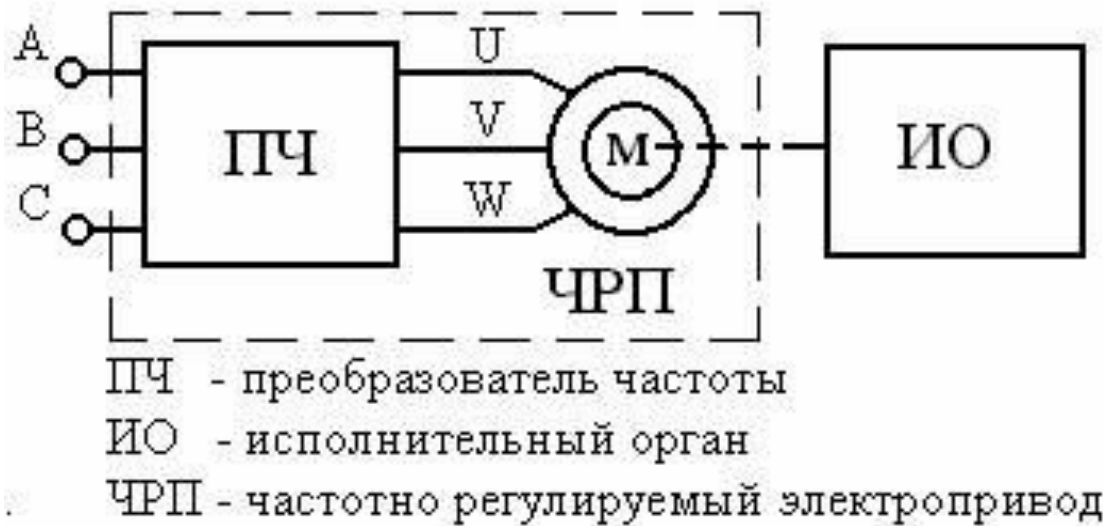 A
U
B
V
C
W
ПЧ
М
ИО
ЧРП
ПЧ - преобразователь частоты
ИО - исполнительный орган
ЧРП - частотно регулируемый электропривод